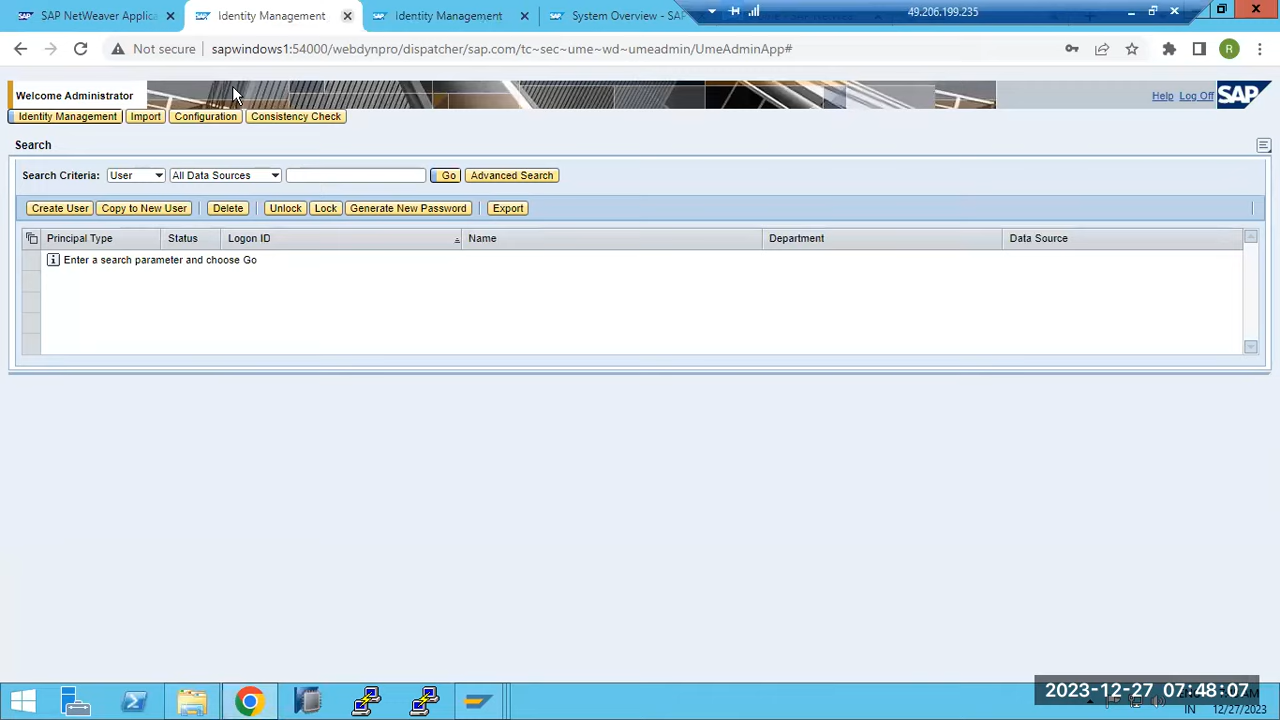 SAP NetWeaver Applica
Identity Management
Identity Management
System Overview - SA
49.206.199.235
Not secure
sapwindows1:54000/webdynpro/dispatcher/sap.com/tc~sec~ume~wd~umeadmin/UmeAdminApp#
R
Welcome Administrator
Help
Log Off
SAP
Identity Management
Import
Configuration
Consistency Check
Search
Search Criteria:
User
All Data Sources
Go
Advanced Search
Create User
Copy to New User
Delete
Unlock
Lock
Generate New Password
Export
Principal Type
Status
Logon ID
Name
Department
Data Source
Enter a search parameter and choose Go
2023-12-27 07:48:07
IN
12/27/2023